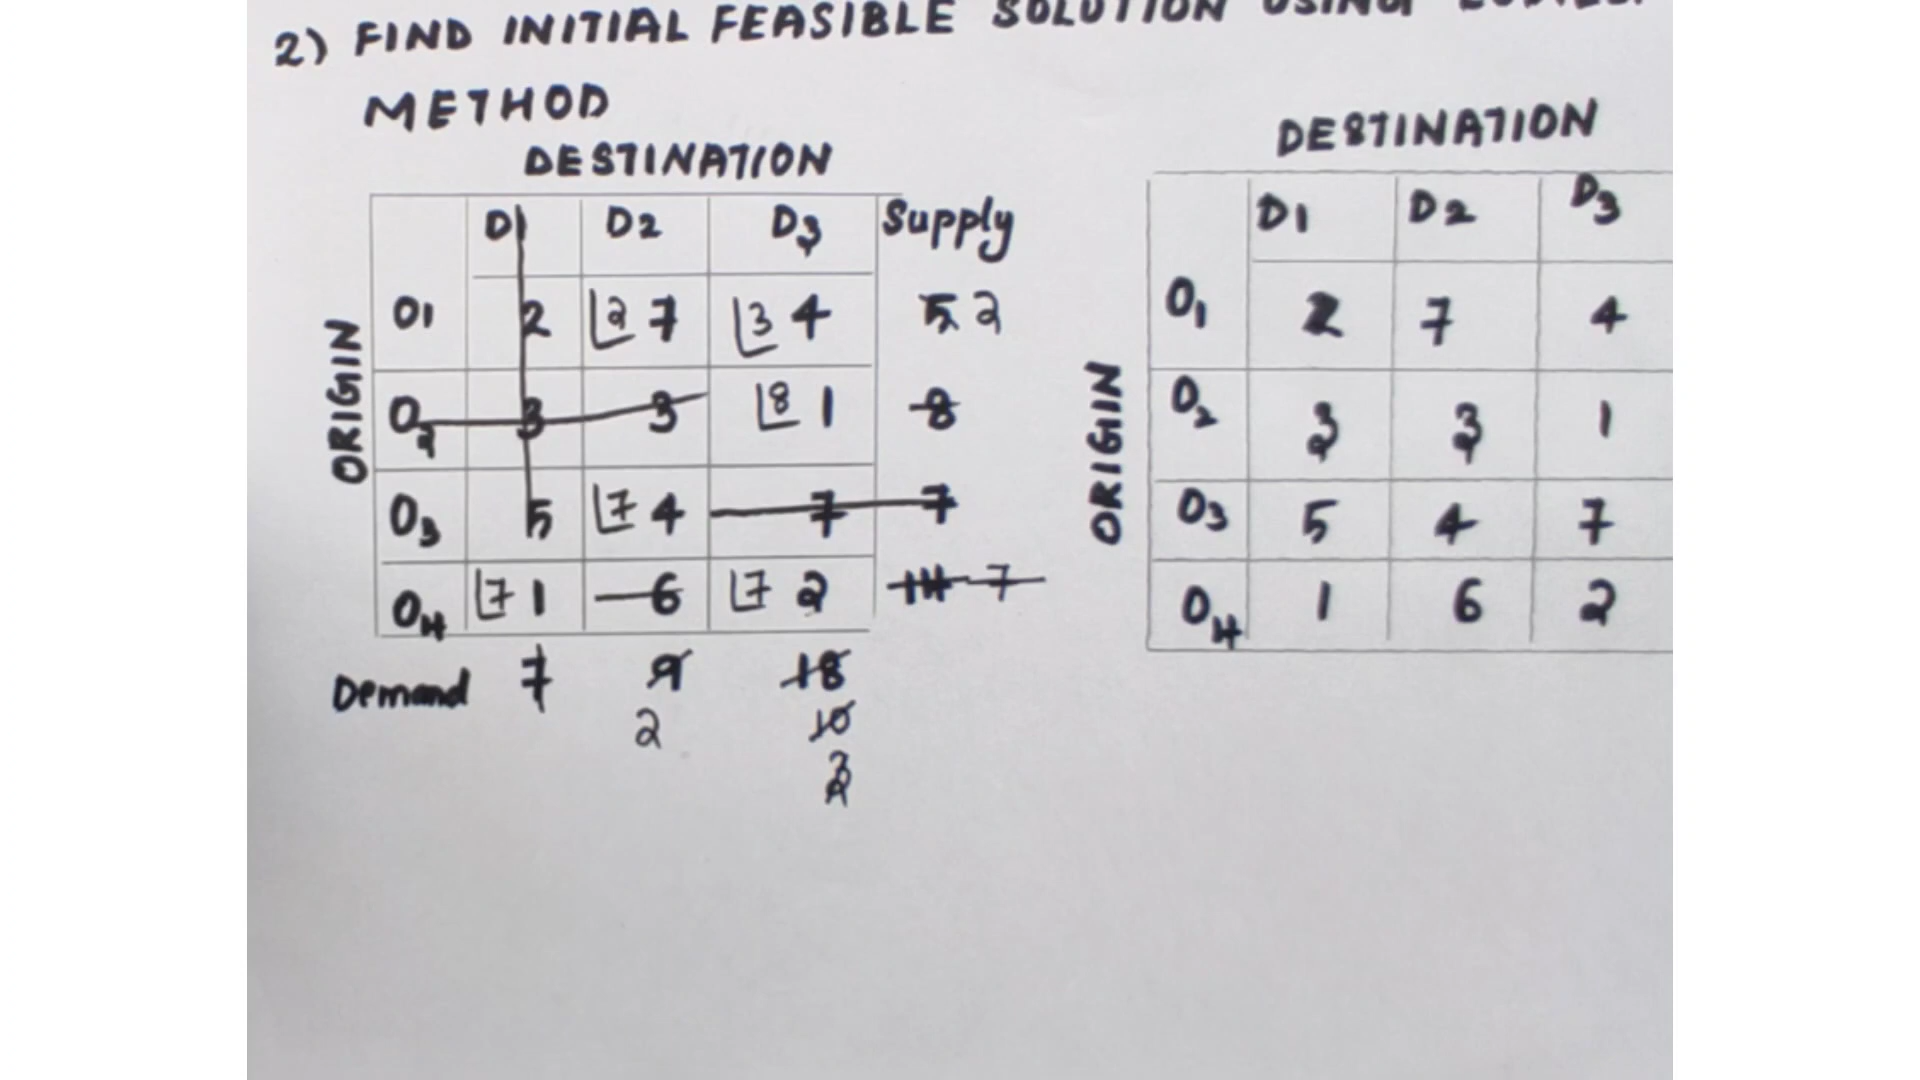 2) FIND INITIAL FEASIBLE SOLUTION USING
METHOD
DESTINATION
D1 D2 D3 Supply
ORIGIN
O1 2 2 7 3 4 5 2
O2 3 3 8 1 8
O3 5 7 4 7 7
O4 7 1 6 7 2 14 7
Demand 7 9 18
2 10
3
DESTINATION
D1 D2 D3
ORIGIN
O1 2 7 4
O2 3 3 1
O3 5 4 7
O4 1 6 2